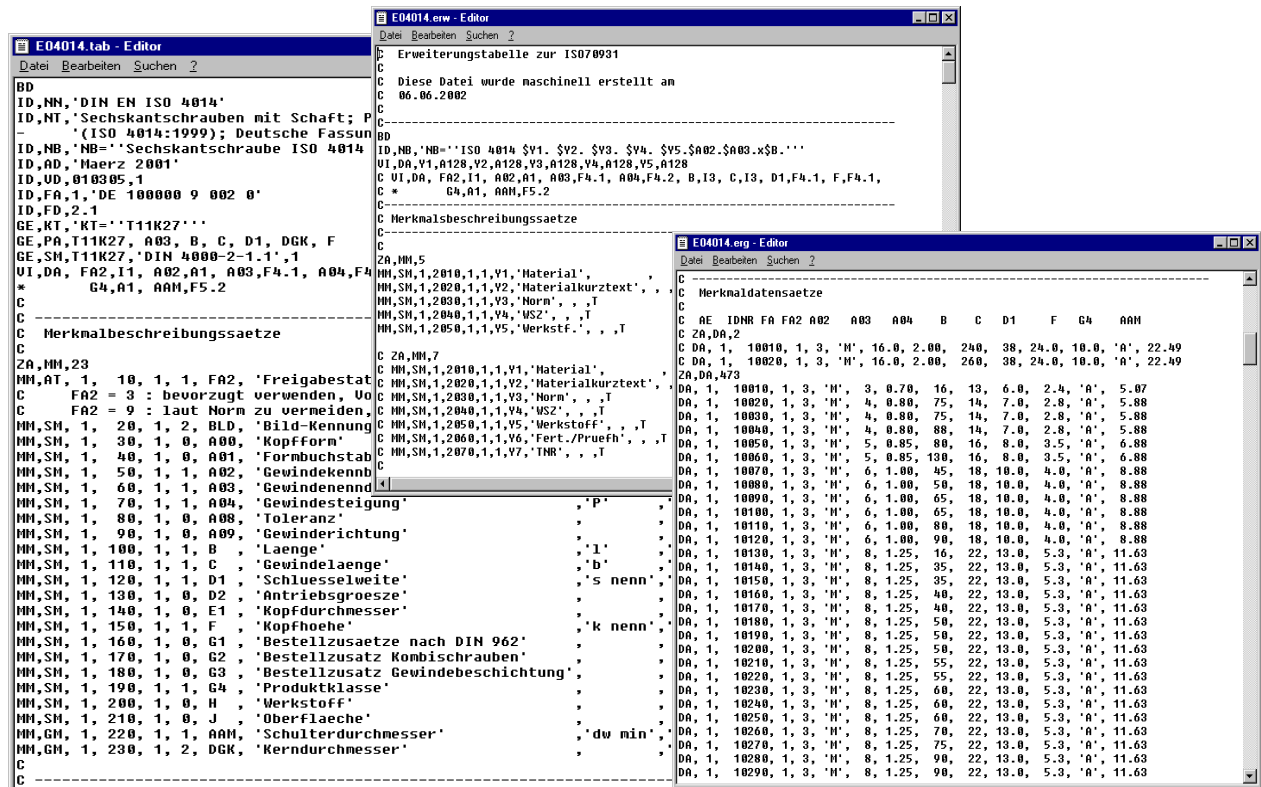 E04014.tab - Editor
Datei Bearbeiten Suchen ?
BD
ID,NN,'DIN EN ISO 4014'
ID,NT,'Sechskantschrauben mit Schaft; P
-      '(ISO 4014:1999); Deutsche Fassun
ID,NB,'NB=''Sechskantschraube ISO 4014
ID,AD,'Maerz 2001'
ID,VD,010305,1
ID,FA,1,'DE 100000 9 002 0'
ID,FD,2.1
GE,KT,'KT=''T11K27'''
GE,PA,T11K27, A03, B, C, D1, DGK, F
GE,SM,T11K27,'DIN 4000-2-1.1',1
VI,DA, FA2,I1, A02,A1, A03,F4.1, A04,F4
*       G4,A1, AAM,F5.2
C
C ----------------------------------------
C  Merkmalbeschreibungssaetze
C
ZA,MM,23
MM,AT, 1,  10, 1, 1, FA2, 'Freigabestat
C     FA2 = 3 : bevorzugt verwenden, Vo
C     FA2 = 9 : laut Norm zu vermeiden,
MM,SM, 1,  20, 1, 2, BLD, 'Bild-Kennung
MM,SM, 1,  30, 1, 0, A00, 'Kopfform'
MM,SM, 1,  40, 1, 0, A01, 'Formbuchstab
MM,SM, 1,  50, 1, 1, A02, 'Gewindekennb
MM,SM, 1,  60, 1, 1, A03, 'Gewindenennd
MM,SM, 1,  70, 1, 1, A04, 'Gewindesteigung' ,'P' ,'
MM,SM, 1,  80, 1, 0, A08, 'Toleranz' , ,
MM,SM, 1,  90, 1, 0, A09, 'Gewinderichtung' , ,
MM,SM, 1, 100, 1, 1, B  , 'Laenge' ,'l' ,'
MM,SM, 1, 110, 1, 1, C  , 'Gewindelaenge' ,'b' ,'
MM,SM, 1, 120, 1, 1, D1 , 'Schluesselweite' ,'s nenn','
MM,SM, 1, 130, 1, 0, D2 , 'Antriebsgroesze' , ,
MM,SM, 1, 140, 1, 0, E1 , 'Kopfdurchmesser' , ,'
MM,SM, 1, 150, 1, 1, F  , 'Kopfhoehe' ,'k nenn','
MM,SM, 1, 160, 1, 0, G1 , 'Bestellzusaetze nach DIN 962' , ,'
MM,SM, 1, 170, 1, 0, G2 , 'Bestellzusatz Kombischrauben' , ,'
MM,SM, 1, 180, 1, 0, G3 , 'Bestellzusatz Gewindebeschichtung', ,'
MM,SM, 1, 190, 1, 1, G4 , 'Produktklasse' , ,'
MM,SM, 1, 200, 1, 0, H  , 'Werkstoff' , ,'
MM,SM, 1, 210, 1, 0, J  , 'Oberflaeche' , ,'
MM,GM, 1, 220, 1, 1, AAM, 'Schulterdurchmesser' ,'dw min','
MM,GM, 1, 230, 1, 2, DGK, 'Kerndurchmesser' , ,'
C
C ----------------------------------------
E04014.erw - Editor
Datei Bearbeiten Suchen ?
C  Erweiterungstabelle zur ISO70931
C
C  Diese Datei wurde maschinell erstellt am
C  06.06.2002
C
C----------------------------------------
BD
ID,NB,'NB=''ISO 4014 $Y1. $Y2. $Y3. $Y4. $Y5.$A02.$A03.x$B.'''
VI,DA,Y1,A128,Y2,A128,Y3,A128,Y4,A128,Y5,A128
C VI,DA, FA2,I1, A02,A1, A03,F4.1, A04,F4.2, B,I3, C,I3, D1,F4.1, F,F4.1,
C *      G4,A1, AAM,F5.2
C----------------------------------------
C Merkmalsbeschreibungssaetze
C----------------------------------------
C
ZA,MM,5
MM,SM,1,2010,1,1,Y1,'Material', ,
MM,SM,1,2020,1,1,Y2,'Materialkurztext', , ,
MM,SM,1,2030,1,1,Y3,'Norm', , ,T
MM,SM,1,2040,1,1,Y4,'WSZ', , ,T
MM,SM,1,2050,1,1,Y5,'Werkstf.', , ,T
C ZA,MM,7
C MM,SM,1,2010,1,1,Y1,'Material', ,
C MM,SM,1,2020,1,1,Y2,'Materialkurztext', ,
C MM,SM,1,2030,1,1,Y3,'Norm', , ,T
C MM,SM,1,2040,1,1,Y4,'WSZ', , ,T
C MM,SM,1,2050,1,1,Y5,'Werkstoff', , ,T
C MM,SM,1,2060,1,1,Y6,'Fert./Pruefh', , ,T
C MM,SM,1,2070,1,1,Y7,'TNR', , ,T
C
E04014.erg - Editor
Datei Bearbeiten Suchen ?
C ----------------------------------------
C  Merkmaldatensaetze
C
C  AE  IDNR FA FA2 A02   A03   A04    B    C   D1     F   G4    AAM
C ZA,DA,2
C DA, 1,  10010, 1, 3, 'M', 16.0, 2.00,  240,  38, 24.0, 10.0, 'A', 22.49
C DA, 1,  10020, 1, 3, 'M', 16.0, 2.00,  260,  38, 24.0, 10.0, 'A', 22.49
ZA,DA,473
DA, 1,  10010, 1, 3, 'M',  3, 0.70,  16,  13,  6.0,  2.4, 'A',  5.07
DA, 1,  10020, 1, 3, 'M',  4, 0.80,  75,  14,  7.0,  2.8, 'A',  5.88
DA, 1,  10030, 1, 3, 'M',  4, 0.80,  75,  14,  7.0,  2.8, 'A',  5.88
DA, 1,  10040, 1, 3, 'M',  4, 0.80,  88,  14,  7.0,  2.8, 'A',  5.88
DA, 1,  10050, 1, 3, 'M',  5, 0.85,  80,  16,  8.0,  3.5, 'A',  6.88
DA, 1,  10060, 1, 3, 'M',  5, 0.85, 130,  16,  8.0,  3.5, 'A',  6.88
DA, 1,  10070, 1, 3, 'M',  6, 1.00,  45,  18, 10.0,  4.0, 'A',  8.88
DA, 1,  10080, 1, 3, 'M',  6, 1.00,  50,  18, 10.0,  4.0, 'A',  8.88
DA, 1,  10090, 1, 3, 'M',  6, 1.00,  65,  18, 10.0,  4.0, 'A',  8.88
DA, 1,  10100, 1, 3, 'M',  6, 1.00,  65,  18, 10.0,  4.0, 'A',  8.88
DA, 1,  10110, 1, 3, 'M',  6, 1.00,  80,  18, 10.0,  4.0, 'A',  8.88
DA, 1,  10120, 1, 3, 'M',  6, 1.00,  90,  18, 10.0,  4.0, 'A',  8.88
DA, 1,  10130, 1, 3, 'M',  8, 1.25,  16,  22, 13.0,  5.3, 'A', 11.63
DA, 1,  10140, 1, 3, 'M',  8, 1.25,  35,  22, 13.0,  5.3, 'A', 11.63
DA, 1,  10150, 1, 3, 'M',  8, 1.25,  35,  22, 13.0,  5.3, 'A', 11.63
DA, 1,  10160, 1, 3, 'M',  8, 1.25,  40,  22, 13.0,  5.3, 'A', 11.63
DA, 1,  10170, 1, 3, 'M',  8, 1.25,  40,  22, 13.0,  5.3, 'A', 11.63
DA, 1,  10180, 1, 3, 'M',  8, 1.25,  50,  22, 13.0,  5.3, 'A', 11.63
DA, 1,  10190, 1, 3, 'M',  8, 1.25,  50,  22, 13.0,  5.3, 'A', 11.63
DA, 1,  10200, 1, 3, 'M',  8, 1.25,  50,  22, 13.0,  5.3, 'A', 11.63
DA, 1,  10210, 1, 3, 'M',  8, 1.25,  55,  22, 13.0,  5.3, 'A', 11.63
DA, 1,  10220, 1, 3, 'M',  8, 1.25,  55,  22, 13.0,  5.3, 'A', 11.63
DA, 1,  10230, 1, 3, 'M',  8, 1.25,  60,  22, 13.0,  5.3, 'A', 11.63
DA, 1,  10240, 1, 3, 'M',  8, 1.25,  60,  22, 13.0,  5.3, 'A', 11.63
DA, 1,  10250, 1, 3, 'M',  8, 1.25,  60,  22, 13.0,  5.3, 'A', 11.63
DA, 1,  10260, 1, 3, 'M',  8, 1.25,  70,  22, 13.0,  5.3, 'A', 11.63
DA, 1,  10270, 1, 3, 'M',  8, 1.25,  75,  22, 13.0,  5.3, 'A', 11.63
DA, 1,  10280, 1, 3, 'M',  8, 1.25,  90,  22, 13.0,  5.3, 'A', 11.63
DA, 1,  10290, 1, 3, 'M',  8, 1.25,  90,  22, 13.0,  5.3, 'A', 11.63